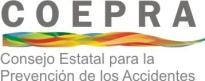 COEPRA
Consejo Estatal para la
Prevención de los Accidentes